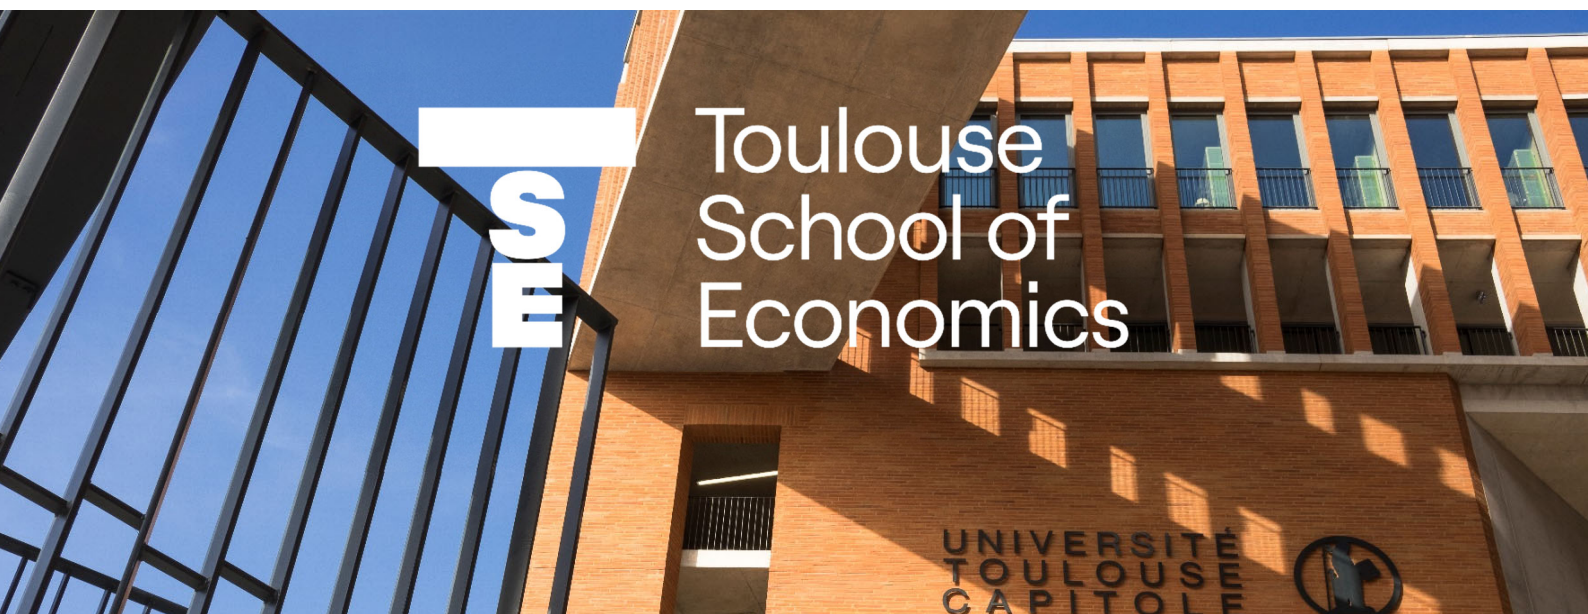 TSE
Toulouse
School of
Economics
UNIVERSITÉ
TOULOUSE
CAPITOLE